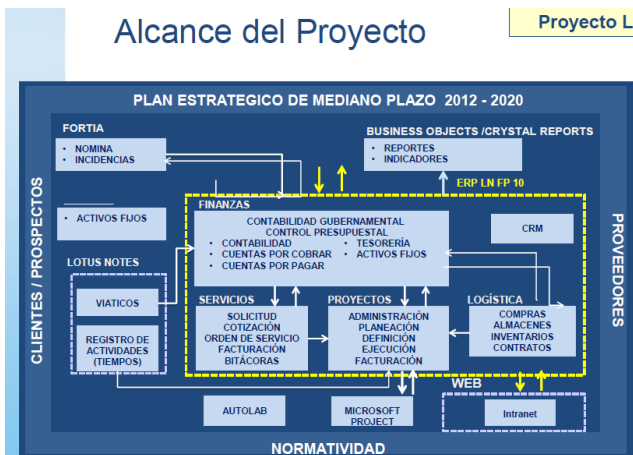 Alcance del Proyecto
Proyecto L
PLAN ESTRATEGICO DE MEDIANO PLAZO 2012 - 2020
CLIENTES / PROSPECTOS
FORTIA
• NOMINA
• INCIDENCIAS
BUSINESS OBJECTS /CRYSTAL REPORTS
• REPORTES
• INDICADORES
ERP LN FP 10
• ACTIVOS FIJOS
FINANZAS
CONTABILIDAD GUBERNAMENTAL
CONTROL PRESUPUESTAL
• CONTABILIDAD
• CUENTAS POR COBRAR
• CUENTAS POR PAGAR
• TESORERÍA
• ACTIVOS FIJOS
CRM
LOTUS NOTES
VIATICOS
REGISTRO DE
ACTIVIDADES
(TIEMPOS)
SERVICIOS
SOLICITUD
COTIZACIÓN
ORDEN DE SERVICIO
FACTURACIÓN
BITÁCORAS
PROYECTOS
ADMINISTRACIÓN
PLANEACIÓN
DEFINICIÓN
EJECUCIÓN
FACTURACIÓN
LOGÍSTICA
COMPRAS
ALMACENES
INVENTARIOS
CONTRATOS
WEB
AUTOLAB
MICROSOFT
PROJECT
Intranet
PROVEEDORES
NORMATIVIDAD